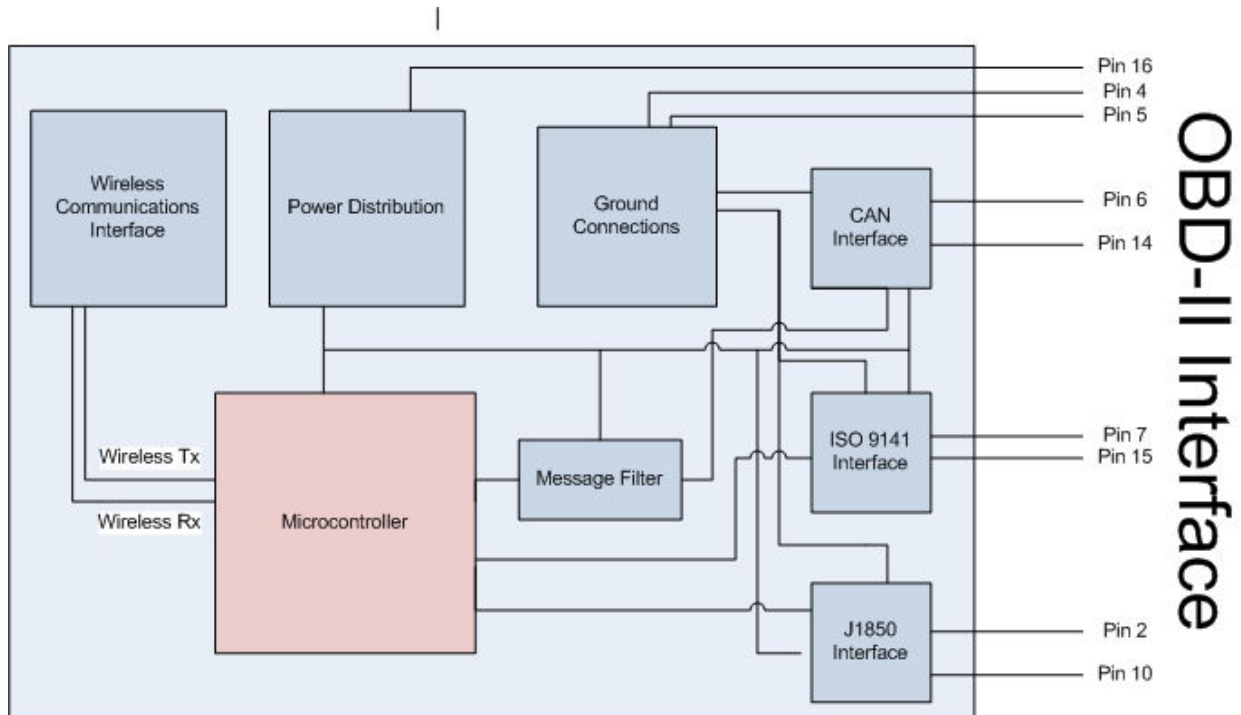 Pin 16
Pin 4
Pin 5
Wireless
Communications
Interface
Power Distribution
Ground
Connections
CAN
Interface
Pin 6
Pin 14
Wireless Tx
Wireless Rx
Microcontroller
Message Filter
ISO 9141
Interface
Pin 7
Pin 15
J1850
Interface
Pin 2
Pin 10
OBD-II Interface